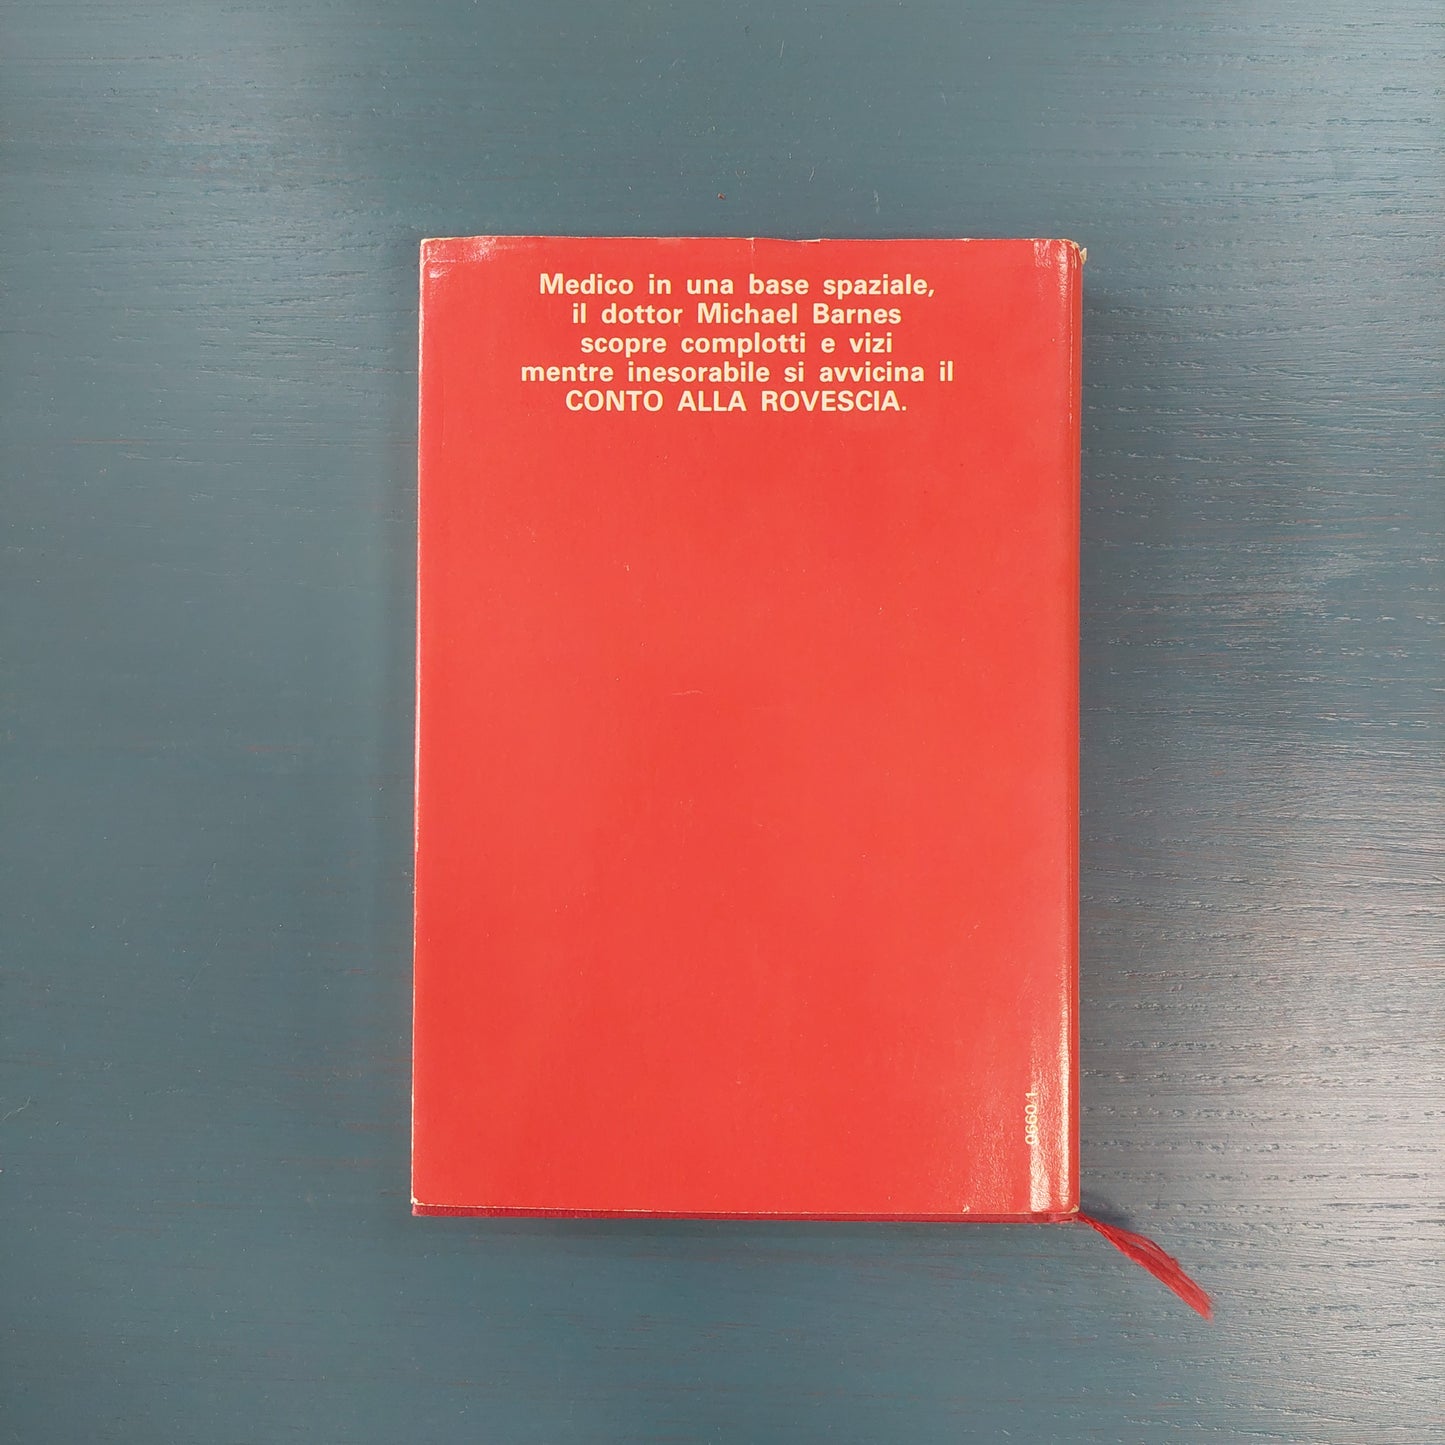 Medico in una base spaziale,
il dottor Michael Barnes
scopre complotti e vizi
mentre inesorabile si avvicina il
CONTO ALLA ROVESCIA.
0660-1